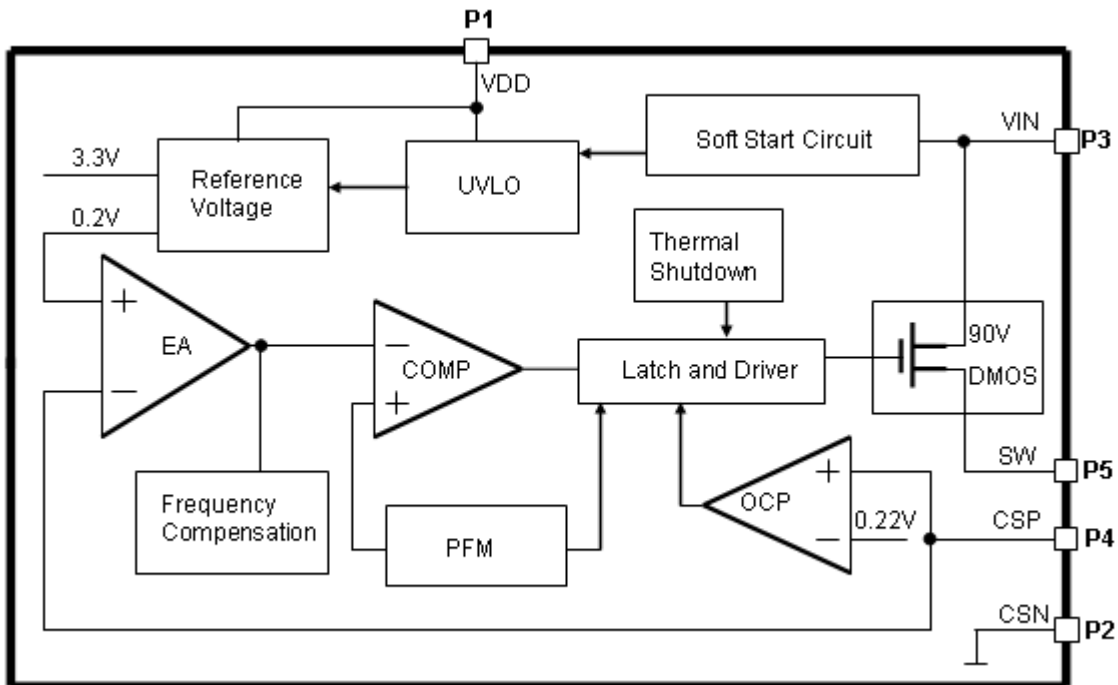 P1
VDD
VIN
P3
Soft Start Circuit
3.3V
Reference
Voltage
UVLO
0.2V
Thermal
Shutdown
+
EA
−
−
COMP
+
Latch and Driver
90V
DMOS
SW
P5
Frequency
Compensation
PFM
+
OCP
0.22V
−
CSP
P4
CSN
P2